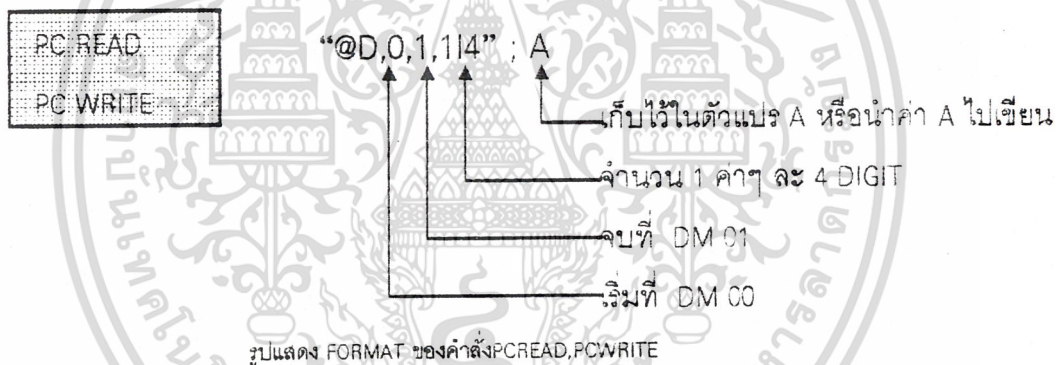 PC READ
PC WRITE
“@D,0,1,1I4” ; A
เก็บไว้ในตัวแปร A หรือนำค่า A ไปเขียน
จำนวน 1 ค่าๆ ละ 4 DIGIT
จบที่ DM 01
เริ่มที่ DM 00
รูปแสดง FORMAT ของคำสั่งPCREAD,PCWRITE